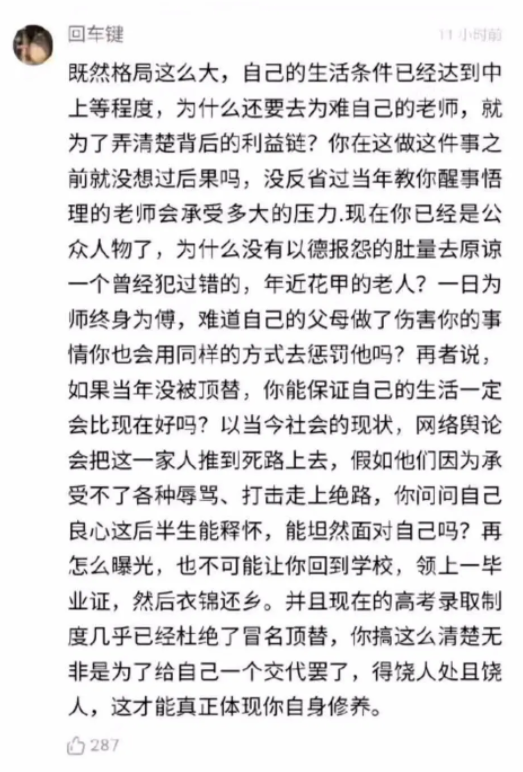 回车键
11 小时前
既然格局这么大，自己的生活条件已经达到中
上等程度，为什么还要去为难自己的老师，就
为了弄清楚背后的利益链？你在这做这件事之
前就没想过后果吗，没反省过当年教你醒事悟
理的老师会承受多大的压力.现在你已经是公
众人物了，为什么没有以德报怨的肚量去原谅
一个曾经犯过错的，年近花甲的老人？一日为
师终身为傅，难道自己的父母做了伤害你的事
情你也会用同样的方式去惩罚他吗？再者说，
如果当年没被顶替，你能保证自己的生活一定
会比现在好吗？以当今社会的现状，网络舆论
会把这一家人推到死路上去，假如他们因为承
受不了各种辱骂、打击走上绝路，你问问自己
良心这后半生能释怀，能坦然面对自己吗？再
怎么曝光，也不可能让你回到学校，领上一毕
业证，然后衣锦还乡。并且现在的高考录取制
度几乎已经杜绝了冒名顶替，你搞这么清楚无
非是为了给自己一个交代罢了，得饶人处且饶
人，这才能真正体现你自身修养。
287